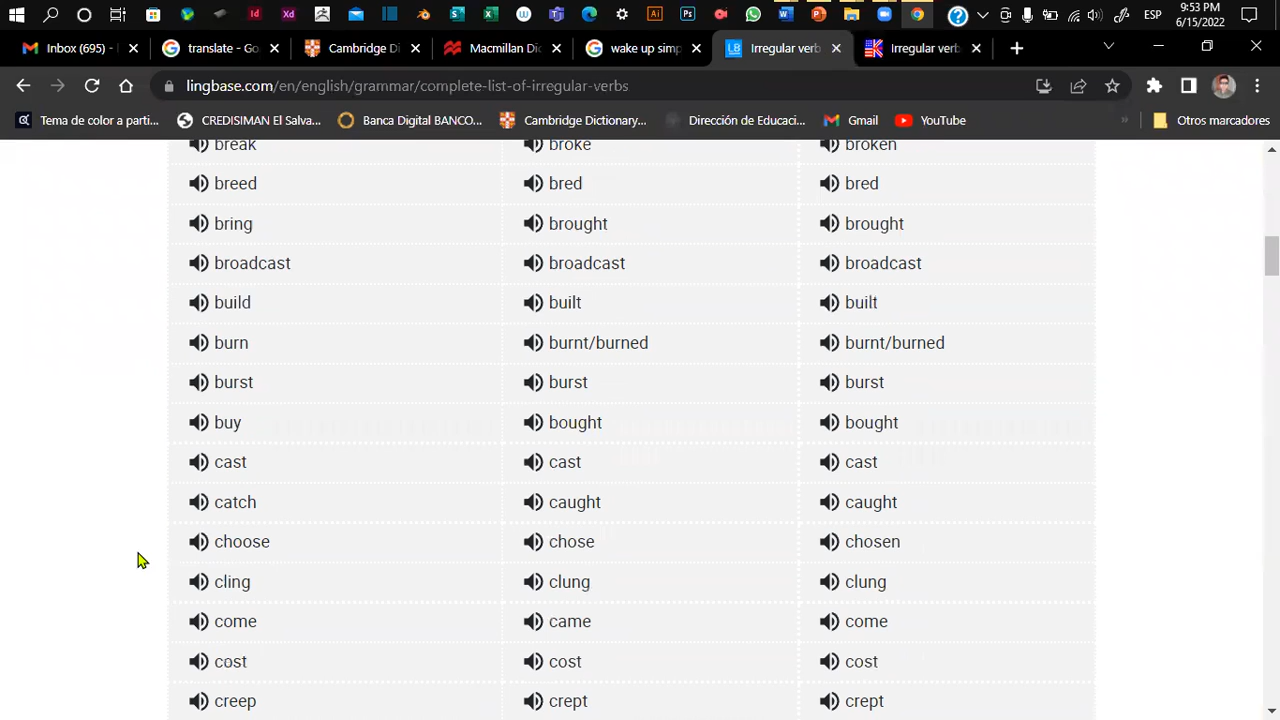 Id Xd S X W T Ai Ps W P ? ESP 9:53 PM
6/15/2022
Inbox (695) - translate - Go Cambridge Di Macmillan Dic wake up simp LB Irregular verb Irregular verb
lingbase.com/en/english/grammar/complete-list-of-irregular-verbs
Tema de color a parti... CREDISIMAN El Salva... Banca Digital BANCO... Cambridge Dictionary... Dirección de Educaci... Gmail YouTube » Otros marcadores
break broke broken
breed bred bred
bring brought brought
broadcast broadcast broadcast
build built built
burn burnt/burned burnt/burned
burst burst burst
buy bought bought
cast cast cast
catch caught caught
choose chose chosen
cling clung clung
come came come
cost cost cost
creep crept crept